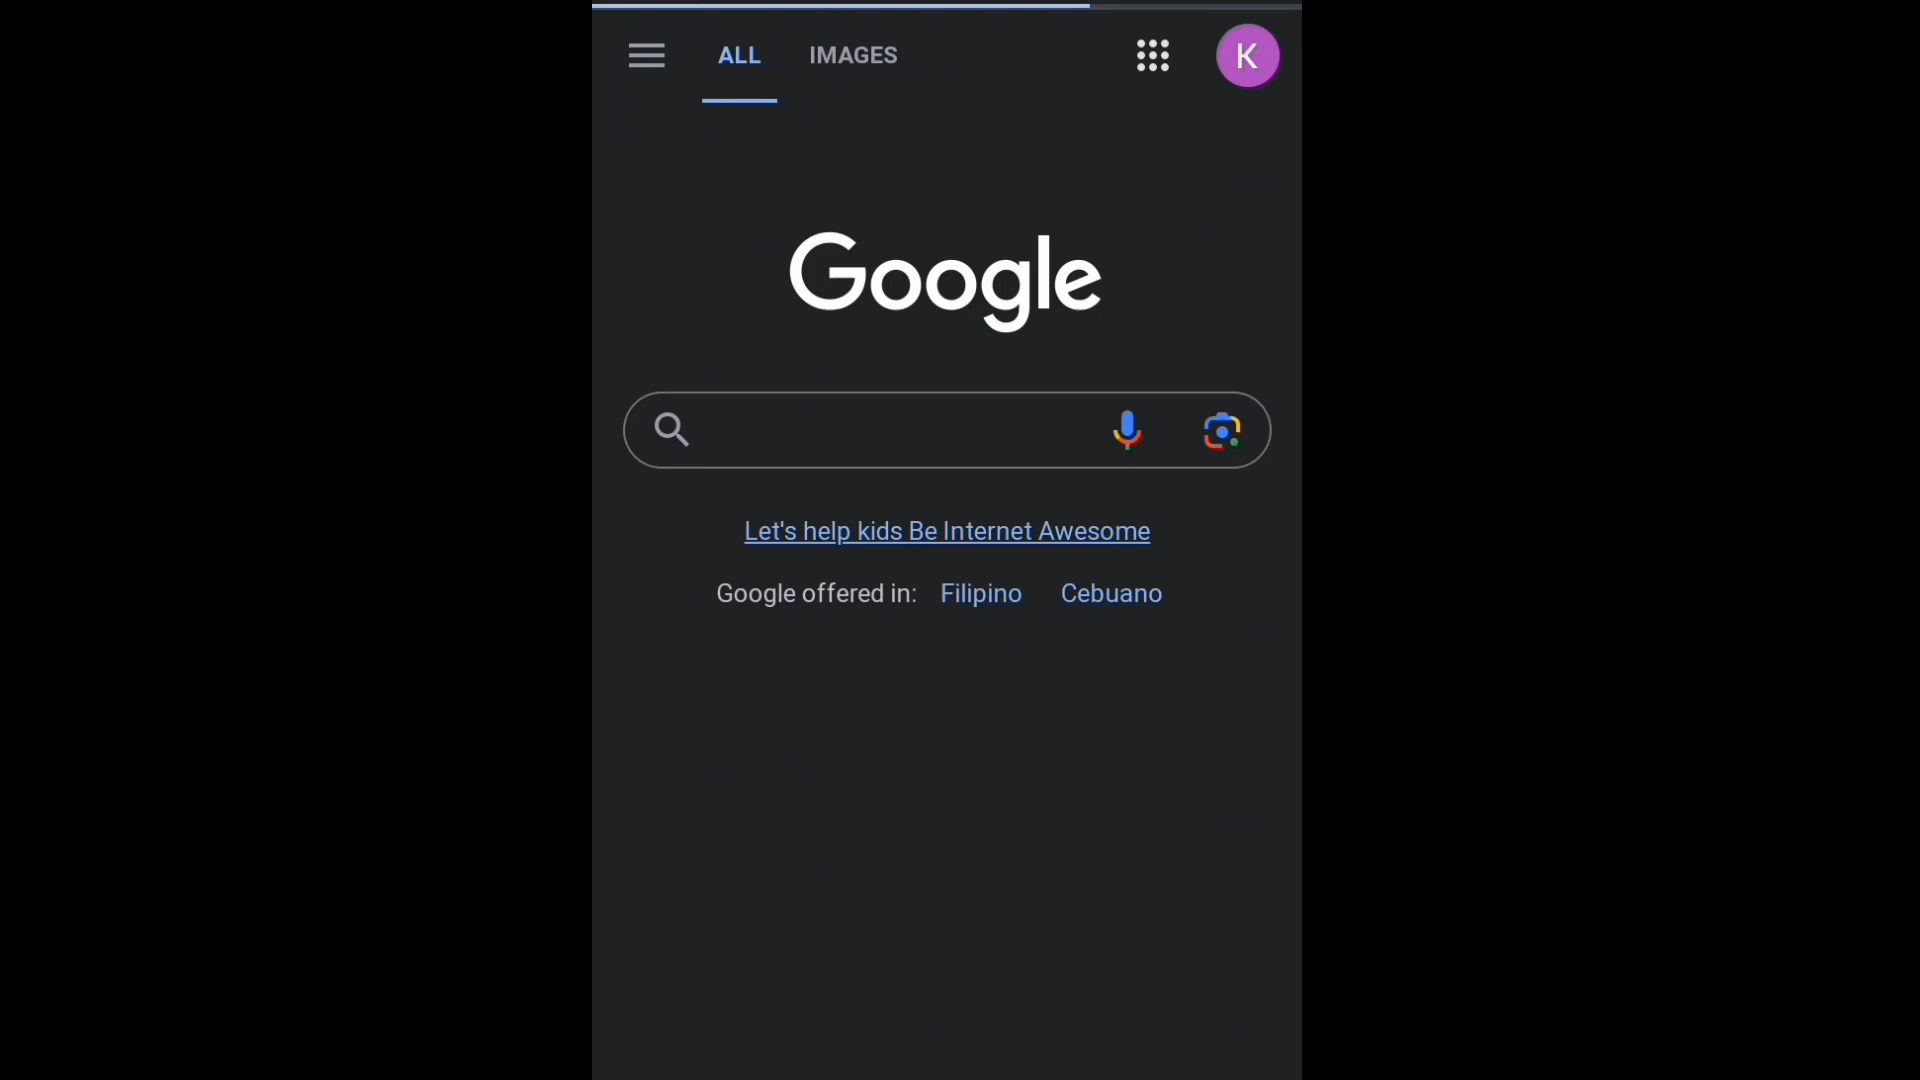 ALL IMAGES K
Google
Let's help kids Be Internet Awesome
Google offered in: Filipino Cebuano